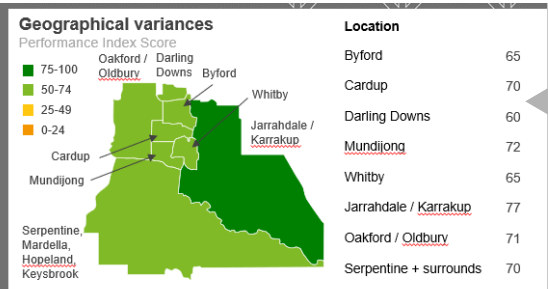 Geographical variances
Performance Index Score
75-100
50-74
25-49
0-24
Oakford /
Oldbury
Darling
Downs
Byford
Whitby
Jarrahdale /
Karrakup
Cardup
Mundijong
Serpentine,
Mardella,
Hopeland,
Keysbrook
Location
Byford 65
Cardup 70
Darling Downs 60
Mundijong 72
Whitby 65
Jarrahdale / Karrakup 77
Oakford / Oldbury 71
Serpentine + surrounds 70